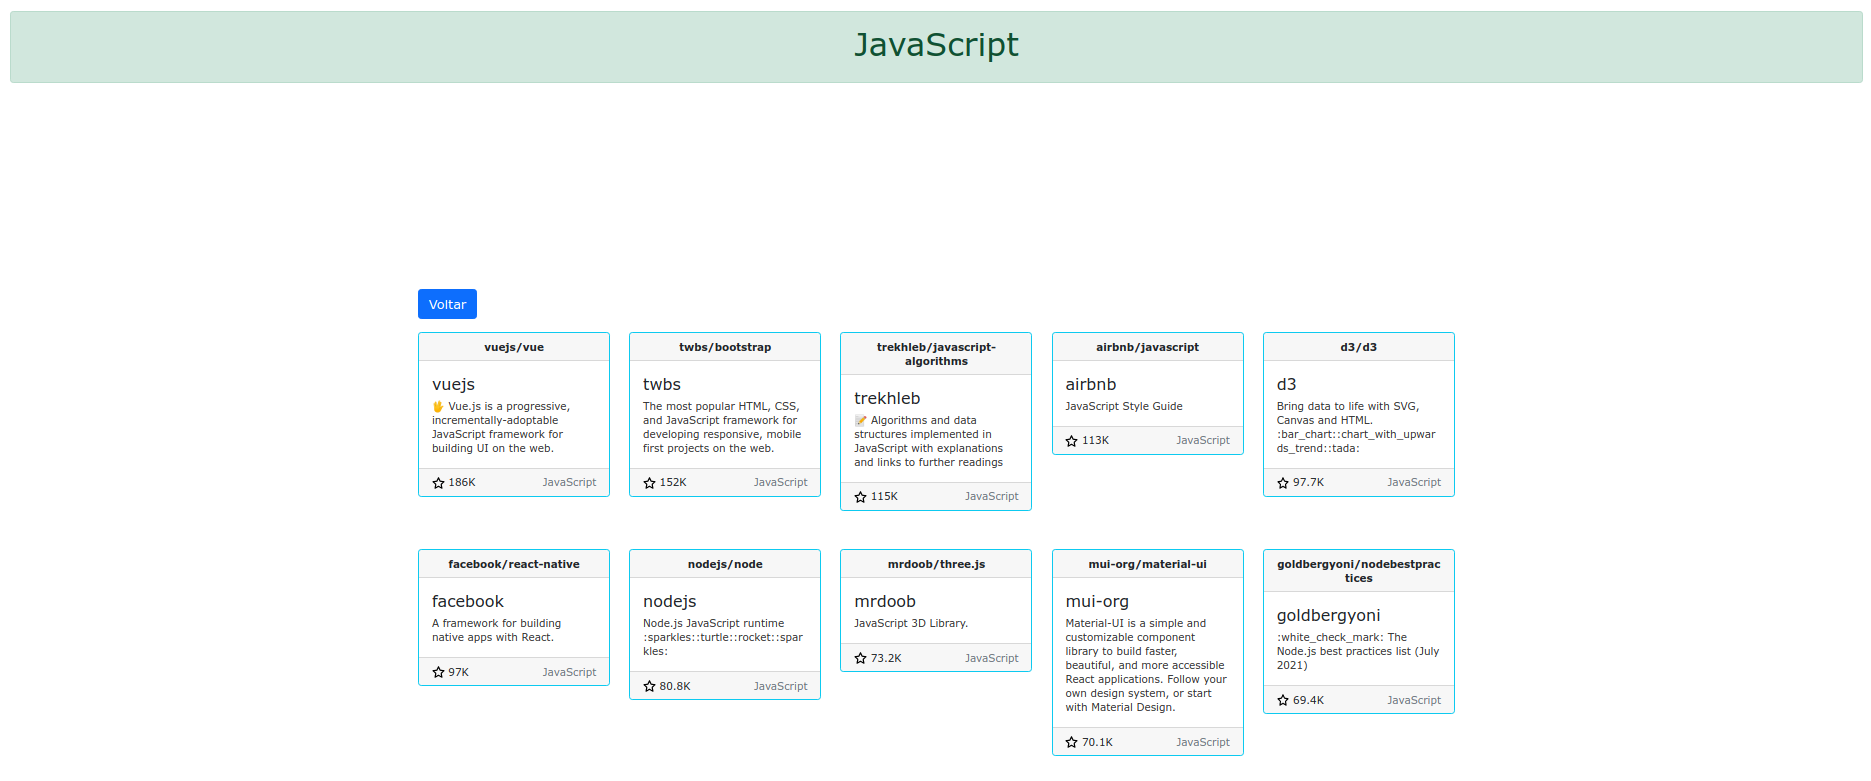 JavaScript
Voltar
vuejs/vue
vuejs
🖖 Vue.js is a progressive,
incrementally-adoptable
JavaScript framework for
building UI on the web.
186K JavaScript
twbs/bootstrap
twbs
The most popular HTML, CSS,
and JavaScript framework for
developing responsive, mobile
first projects on the web.
152K JavaScript
trekhleb/javascript-
algorithms
trekhleb
📝 Algorithms and data
structures implemented in
JavaScript with explanations
and links to further readings
115K JavaScript
airbnb/javascript
airbnb
JavaScript Style Guide
113K JavaScript
d3/d3
d3
Bring data to life with SVG,
Canvas and HTML.
:bar_chart::chart_with_upwar
ds_trend::tada:
97.7K JavaScript
facebook/react-native
facebook
A framework for building
native apps with React.
97K JavaScript
nodejs/node
nodejs
Node.js JavaScript runtime
:sparkles::turtle::rocket::spar
kles:
80.8K JavaScript
mrdoob/three.js
mrdoob
JavaScript 3D Library.
73.2K JavaScript
mui-org/material-ui
mui-org
Material-UI is a simple and
customizable component
library to build faster,
beautiful, and more accessible
React applications. Follow your
own design system, or start
with Material Design.
70.1K JavaScript
goldbergyoni/nodebestprac
tices
goldbergyoni
:white_check_mark: The
Node.js best practices list (July
2021)
69.4K JavaScript